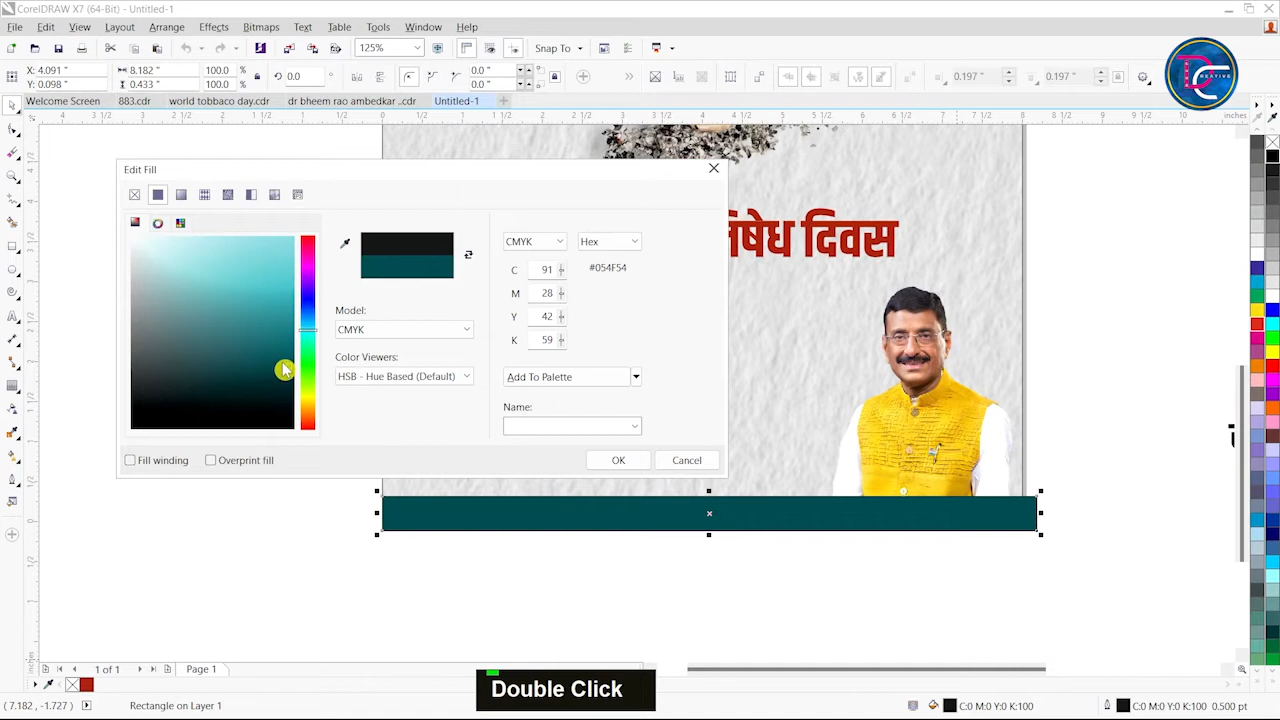 CorelDRAW X7 (64-Bit) - Untitled-1
File Edit View Layout Arrange Effects Bitmaps Text Table Tools Window Help
125% Snap To
X: 4.091 " 8.182 " 100.0 % 0.0 ° 0.0 " 0.0 " 0.197 " 0.197 "
Y: 0.098 " 0.433 " 100.0 %
DC CREATIVE
Welcome Screen 883.cdr world tobbaco day.cdr dr bheem rao ambedkar ..cdr Untitled-1
inches
Edit Fill
CMYK Hex
C 91 #054F54
M 28
Y 42
K 59
Model:
CMYK
Color Viewers:
HSB - Hue Based (Default)
Add To Palette
Name:
Fill winding Overprint fill OK Cancel
दिवस
1 of 1 Page 1
Double Click
(7.182, Rectangle on Layer 1 C:0 M:0 Y:0 K:100 C:0 M:0 Y:0 K:100 0.500 pt